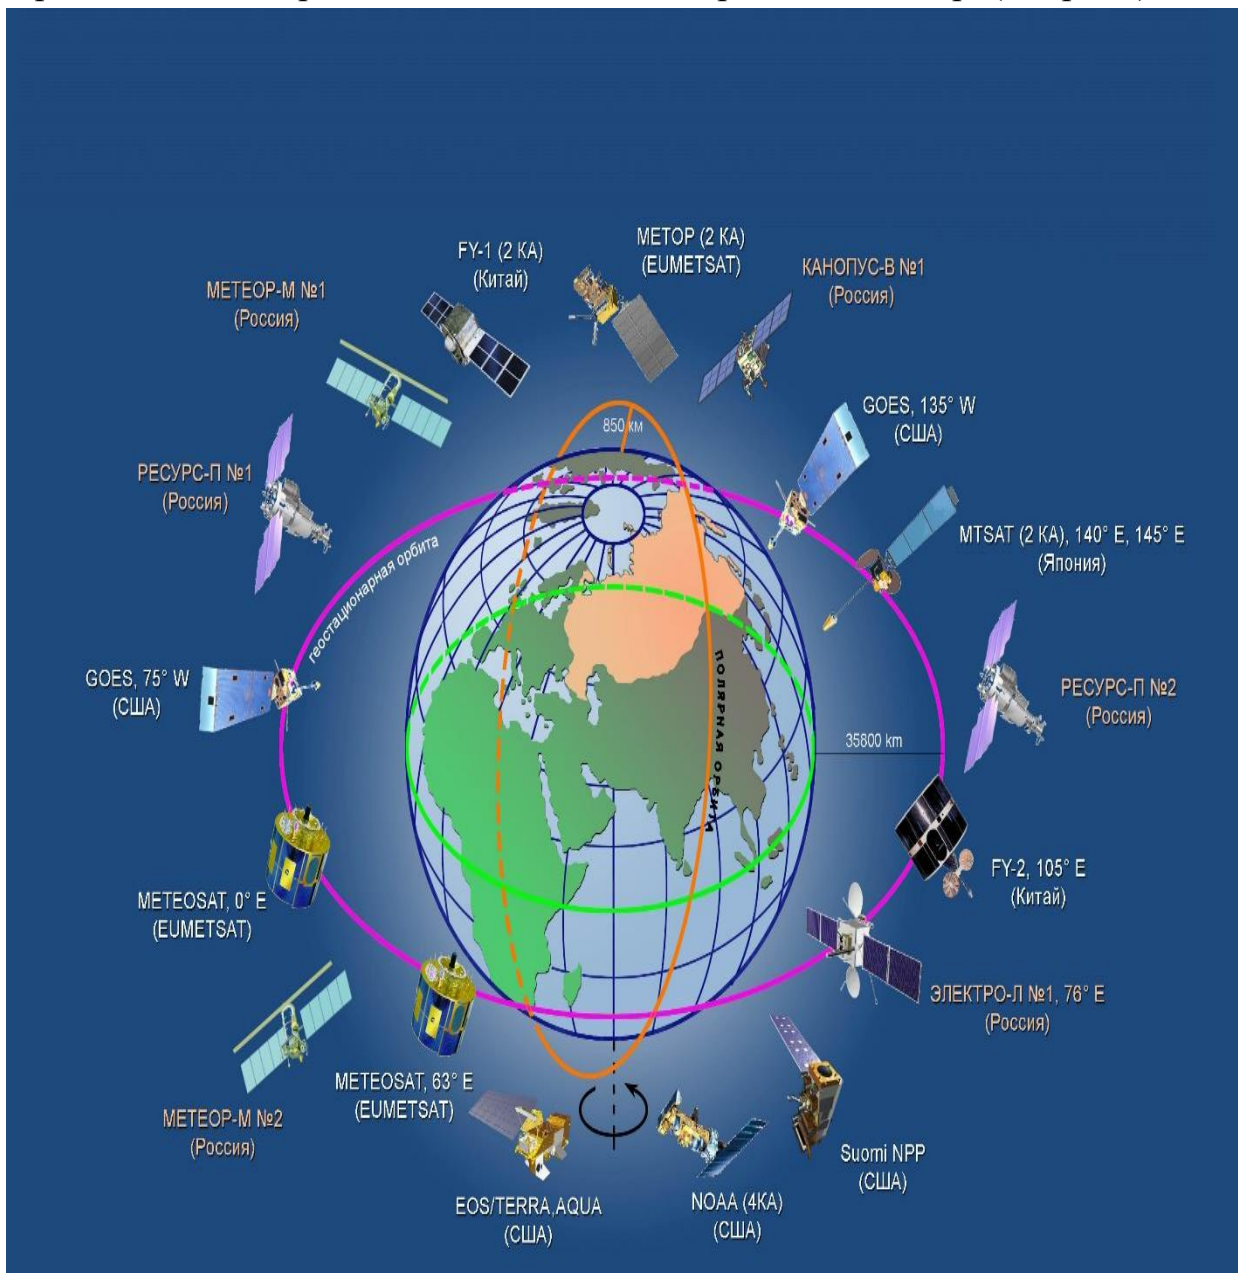 FY-1 (2 КА)
(Китай)
МЕТОР (2 КА)
(EUMETSAT)
КАНОПУС-В №1
(Россия)
МЕТЕОР-М №1
(Россия)
GOES, 135° W
(США)
850 км
РЕСУРС-П №1
(Россия)
MTSAT (2 КА), 140° E, 145° E
(Япония)
геостационарная орбита
ПОЛЯРНАЯ ОРБИТА
GOES, 75° W
(США)
РЕСУРС-П №2
(Россия)
35800 km
FY-2, 105° E
(Китай)
METEOSAT, 0° E
(EUMETSAT)
ЭЛЕКТРО-Л №1, 76° E
(Россия)
METEOSAT, 63° E
(EUMETSAT)
МЕТЕОР-М №2
(Россия)
Suomi NPP
(США)
EOS/TERRA,AQUA
(США)
NOAA (4КА)
(США)